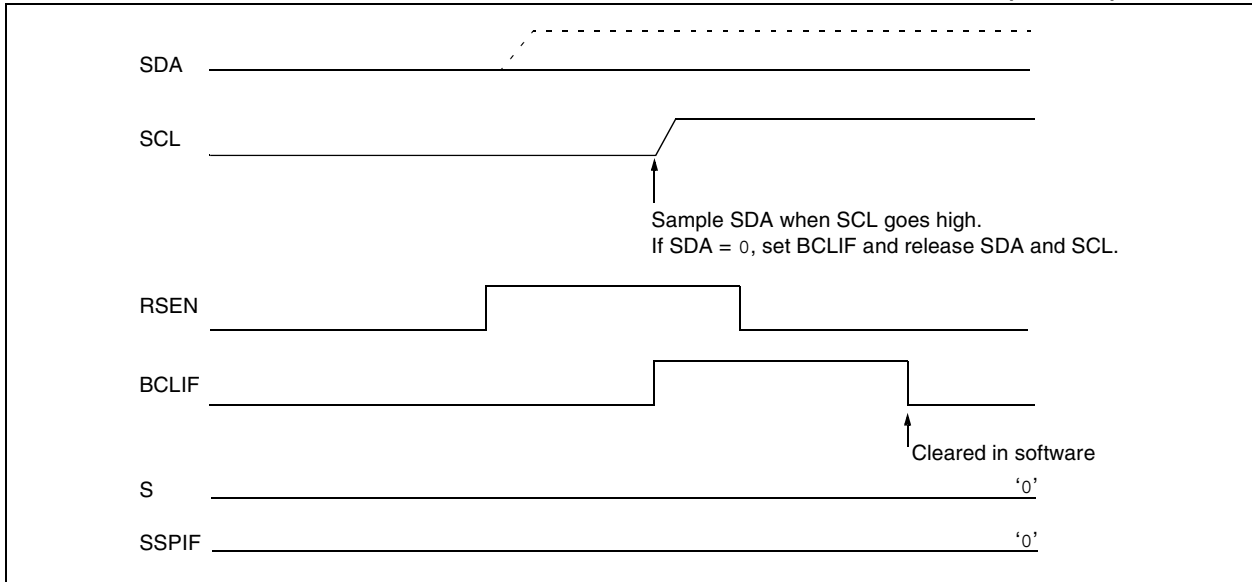 SDA
SCL
Sample SDA when SCL goes high.
If SDA = 0, set BCLIF and release SDA and SCL.
RSEN
BCLIF
Cleared in software
S
‘0’
SSPIF
‘0’